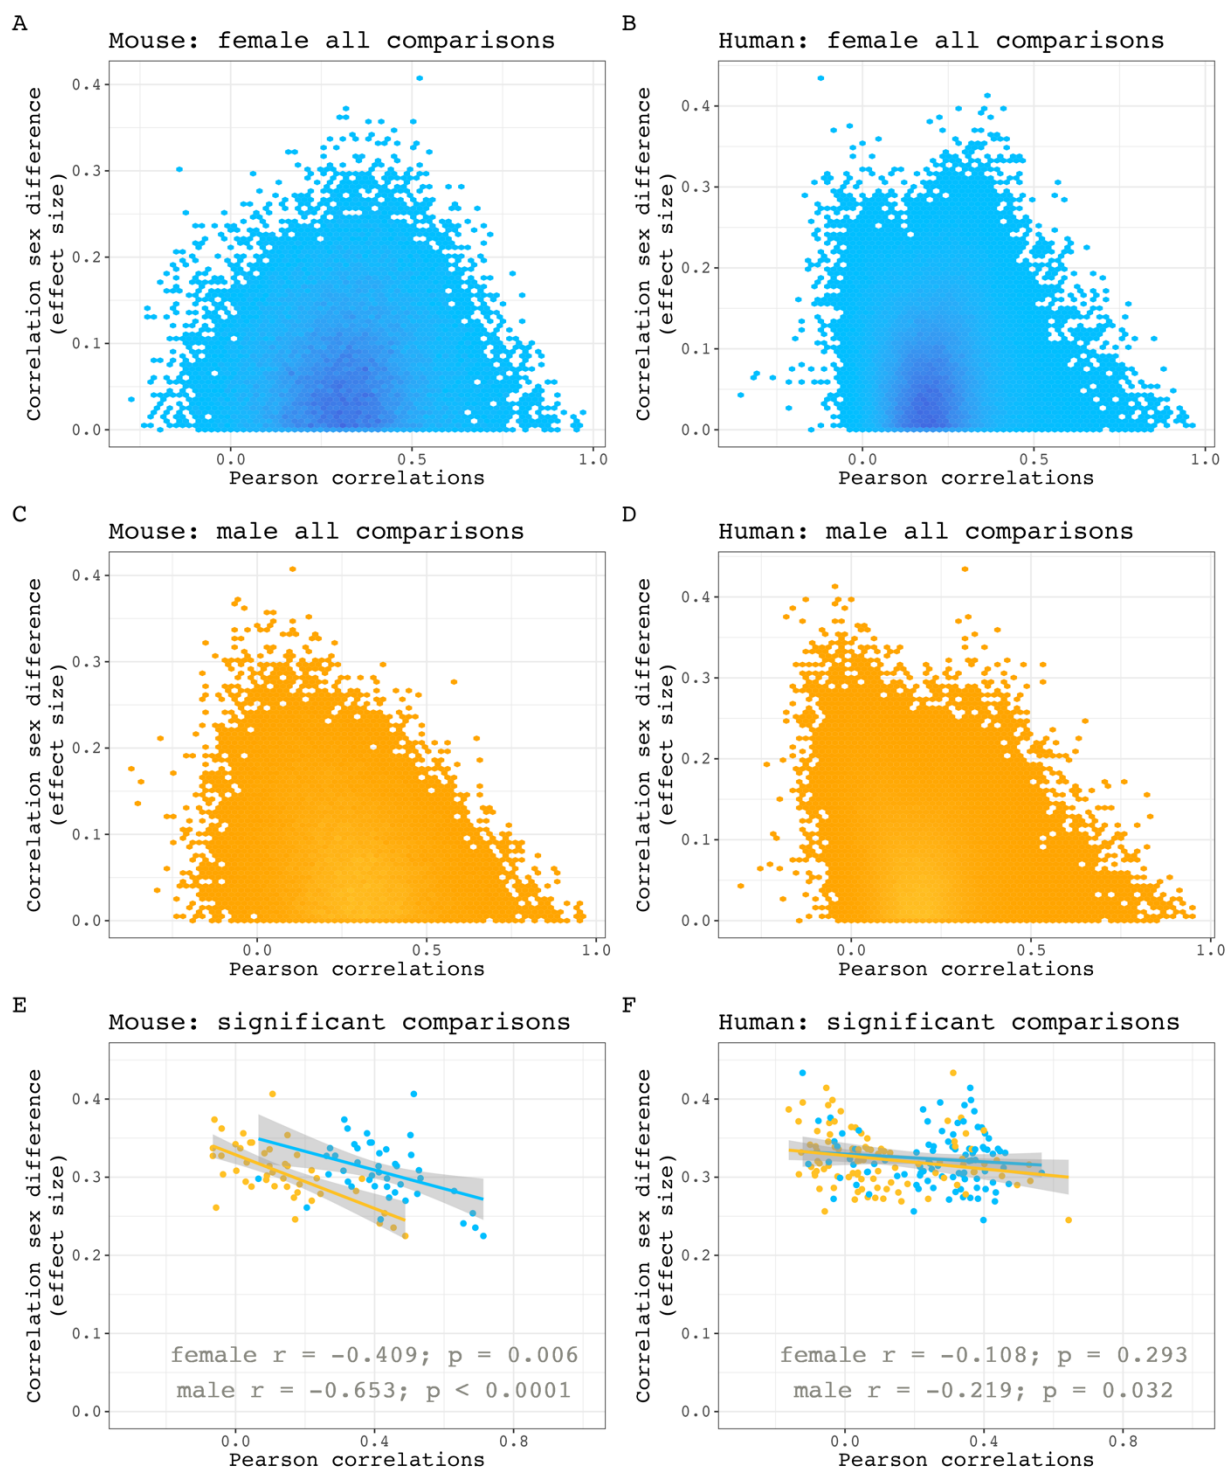 A
Mouse: female all comparisons
Correlation sex difference
(effect size)
0.4
0.3
0.2
0.1
0.0
0.0 0.5 1.0
Pearson correlations
B
Human: female all comparisons
Correlation sex difference
(effect size)
0.4
0.3
0.2
0.1
0.0
0.0 0.5 1.0
Pearson correlations
C
Mouse: male all comparisons
Correlation sex difference
(effect size)
0.4
0.3
0.2
0.1
0.0
0.0 0.5 1.0
Pearson correlations
D
Human: male all comparisons
Correlation sex difference
(effect size)
0.4
0.3
0.2
0.1
0.0
0.0 0.5 1.0
Pearson correlations
E
Mouse: significant comparisons
Correlation sex difference
(effect size)
0.4
0.3
0.2
0.1
0.0
female r = -0.409; p = 0.006
male r = -0.653; p < 0.0001
0.0 0.4 0.8
Pearson correlations
F
Human: significant comparisons
Correlation sex difference
(effect size)
0.4
0.3
0.2
0.1
0.0
female r = -0.108; p = 0.293
male r = -0.219; p = 0.032
0.0 0.4 0.8
Pearson correlations